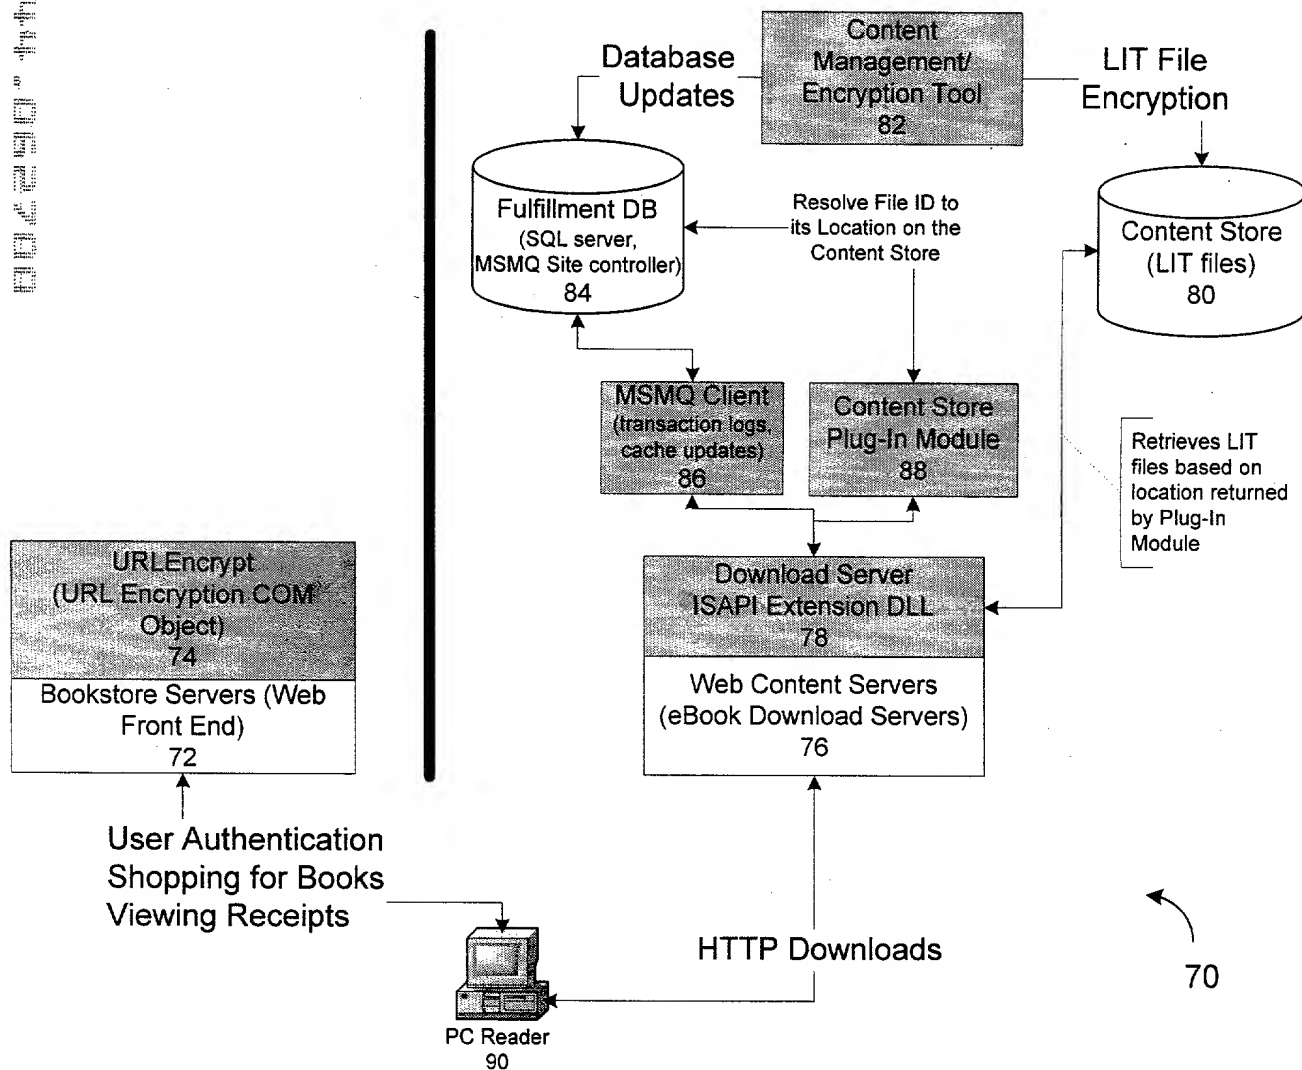 Content
Management/
Encryption Tool
82
Database
Updates
LIT File
Encryption
Fulfillment DB
(SQL server,
MSMQ Site controller)
84
Resolve File ID to
its Location on the
Content Store
Content Store
(LIT files)
80
MSMQ Client
(transaction logs,
cache updates)
86
Content Store
Plug-In Module
88
Retrieves LIT
files based on
location returned
by Plug-In
Module
URLEncrypt
(URL Encryption COM
Object)
74
Bookstore Servers (Web
Front End)
72
Download Server
ISAPI Extension DLL
78
Web Content Servers
(eBook Download Servers)
76
User Authentication
Shopping for Books
Viewing Receipts
HTTP Downloads
PC Reader
90
70